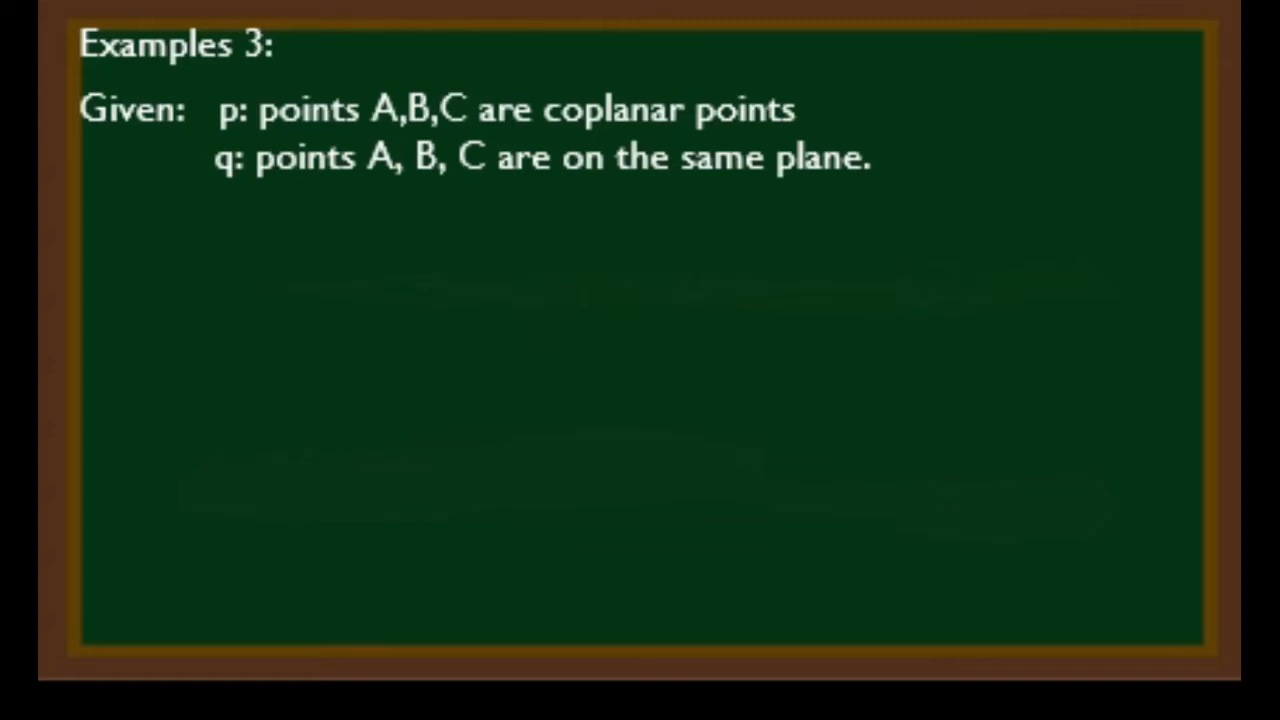 Examples 3:
Given: p: points A,B,C are coplanar points
q: points A, B, C are on the same plane.